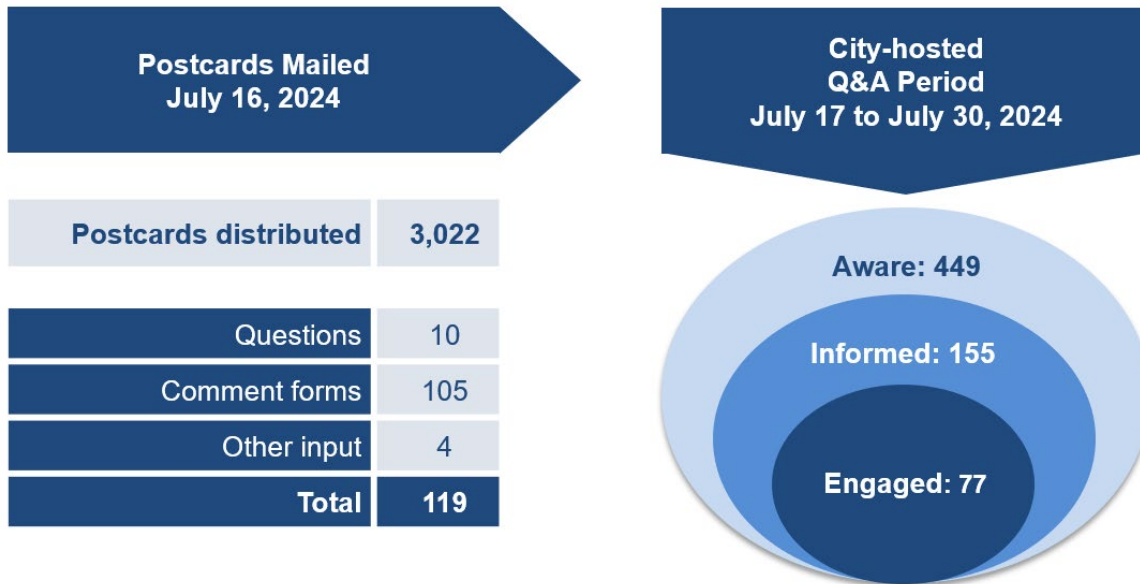 Postcards Mailed
July 16, 2024
Postcards distributed 3,022
Questions 10
Comment forms 105
Other input 4
Total 119
City-hosted
Q&A Period
July 17 to July 30, 2024
Aware: 449
Informed: 155
Engaged: 77